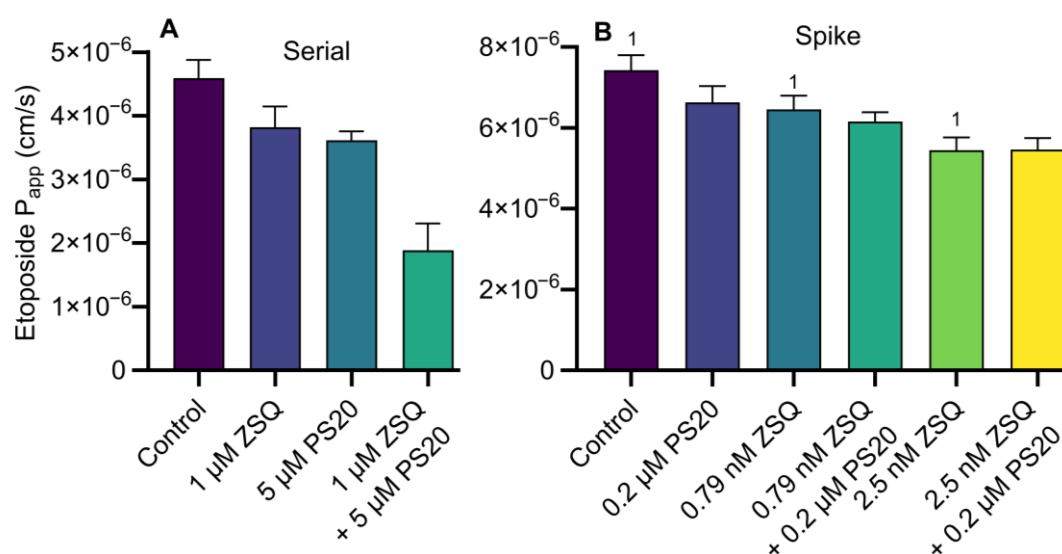 A
Serial
Etoposide Papp (cm/s)
5×10⁻⁶
4×10⁻⁶
3×10⁻⁶
2×10⁻⁶
1×10⁻⁶
0
Control
1 µM ZSQ
5 µM PS20
1 µM ZSQ
+ 5 µM PS20
B
Spike
8×10⁻⁶
6×10⁻⁶
4×10⁻⁶
2×10⁻⁶
0
1
1
1
Control
0.2 µM PS20
0.79 nM ZSQ
0.79 nM ZSQ
+ 0.2 µM PS20
2.5 nM ZSQ
2.5 nM ZSQ
+ 0.2 µM PS20